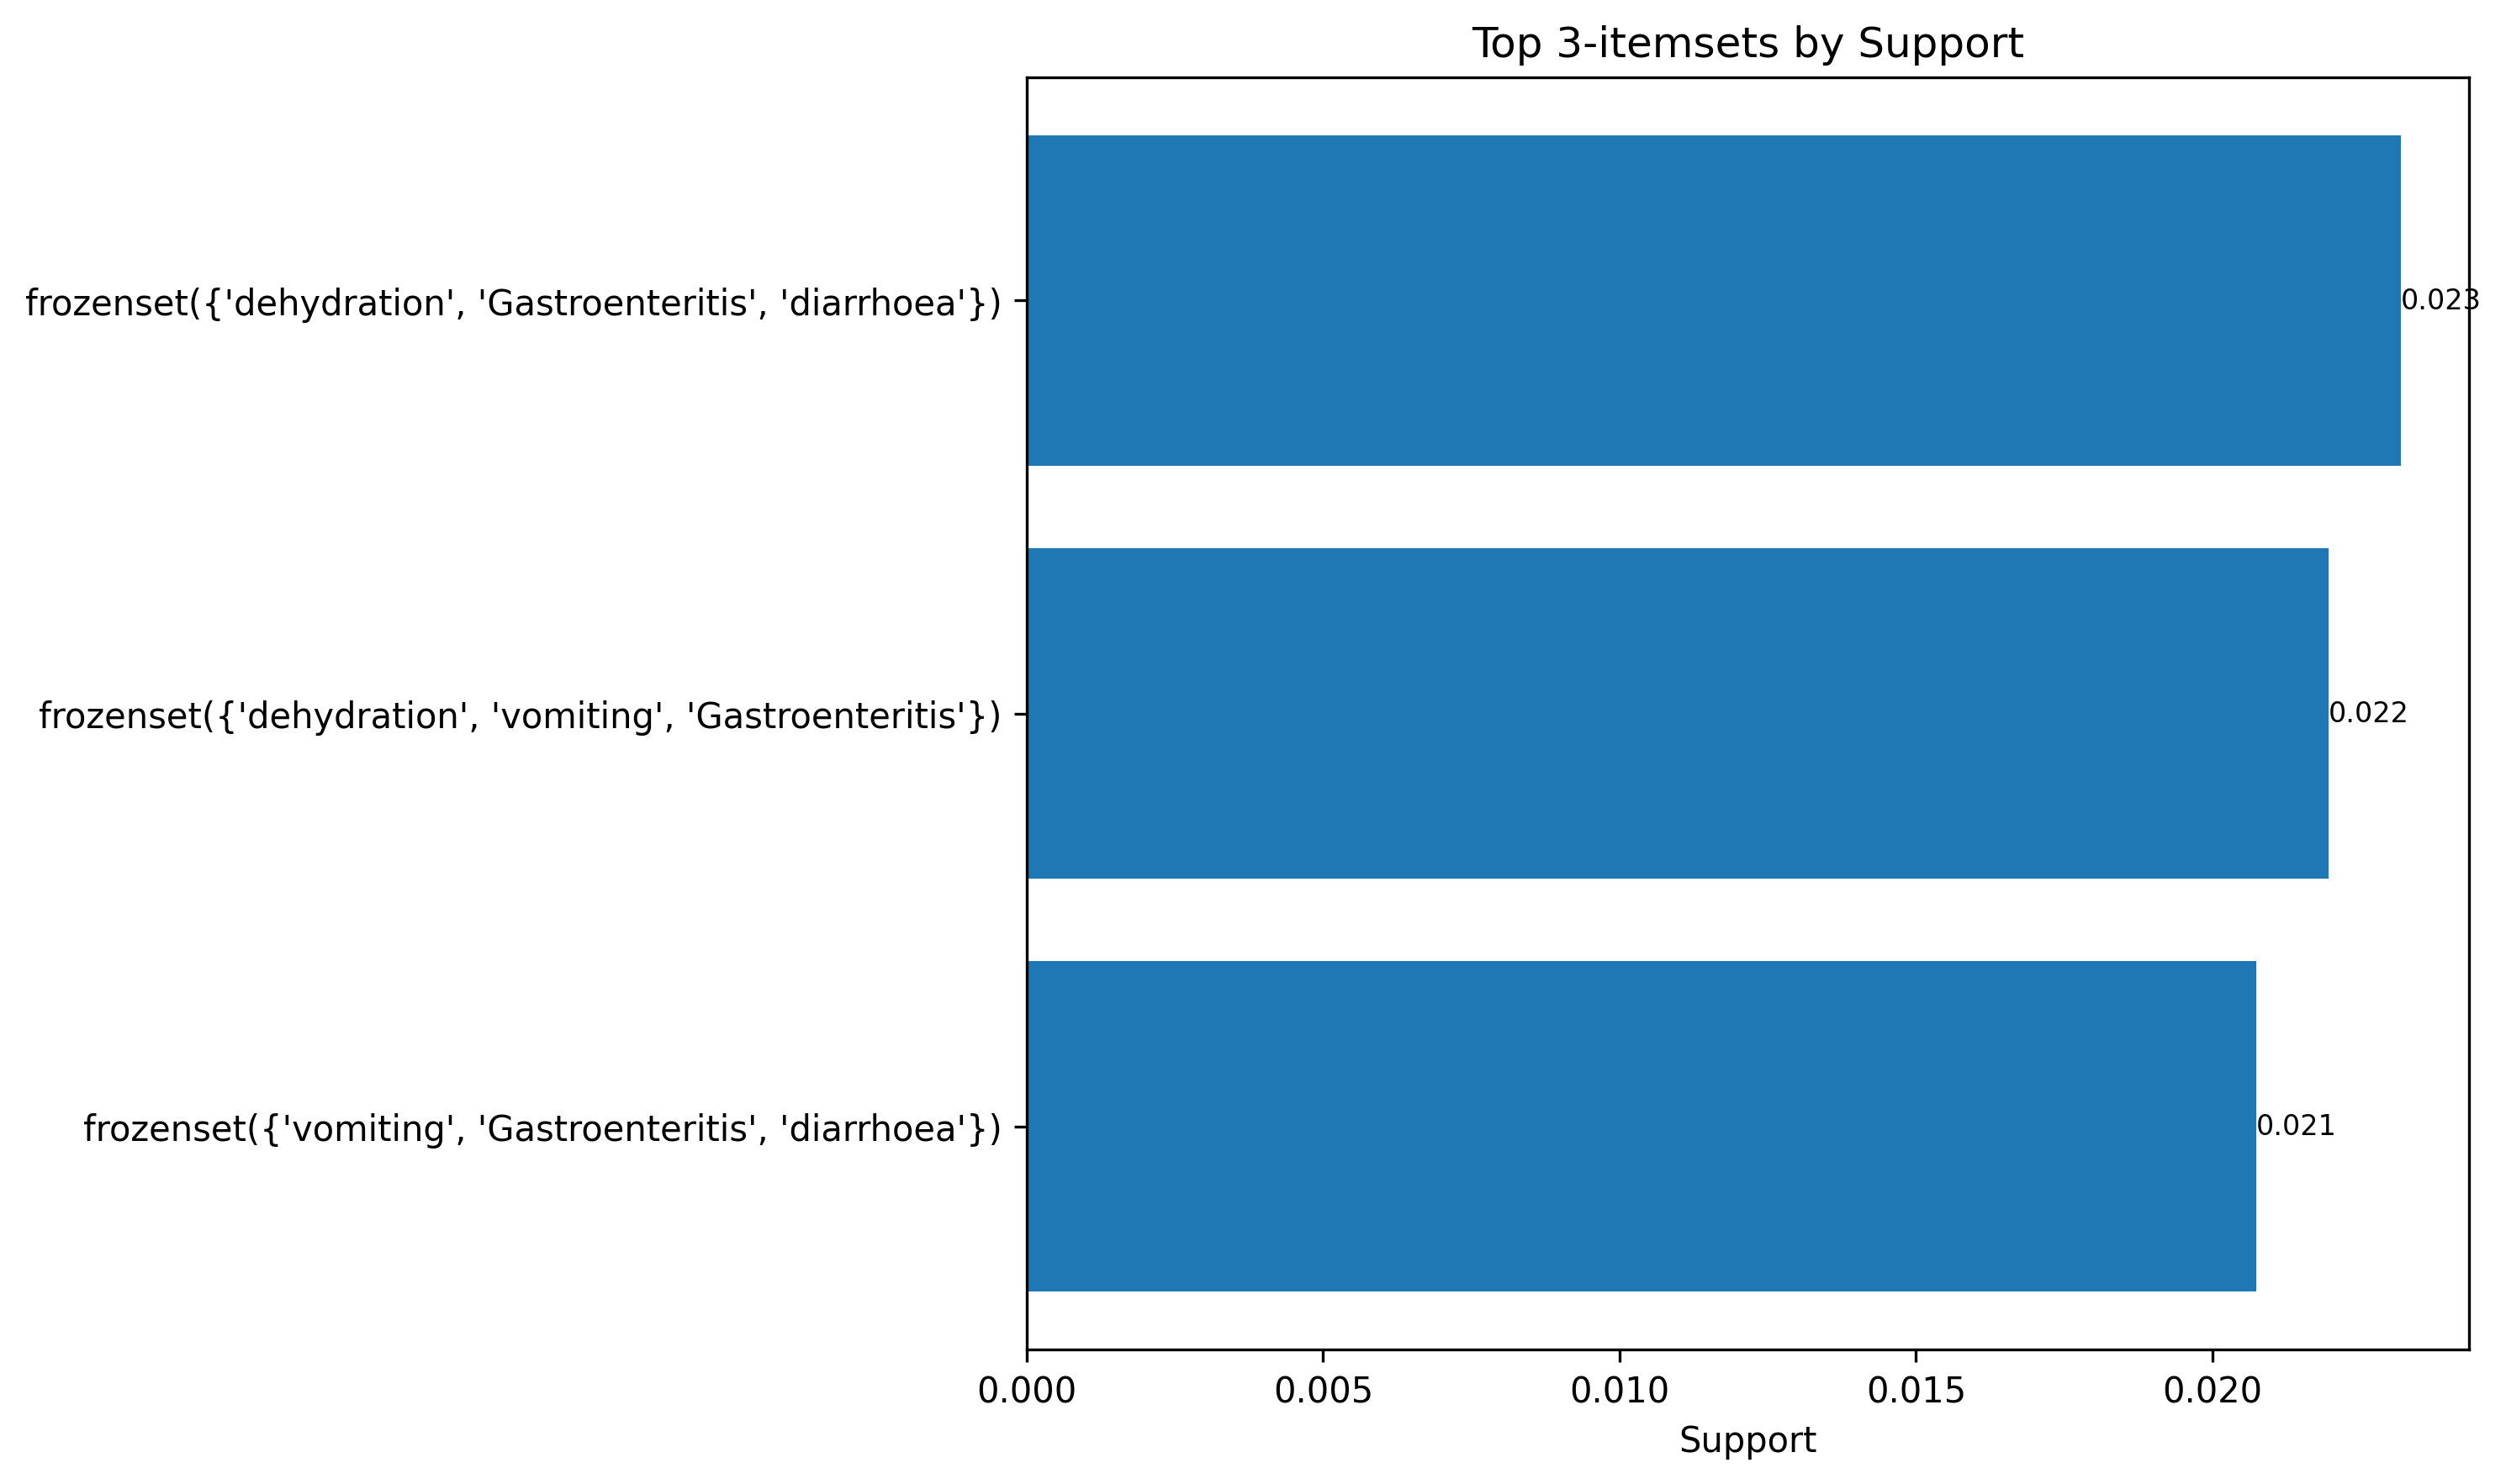 Top 3-itemsets by Support
frozenset({'dehydration', 'Gastroenteritis', 'diarrhoea'})
0.023
frozenset({'dehydration', 'vomiting', 'Gastroenteritis'})
0.022
frozenset({'vomiting', 'Gastroenteritis', 'diarrhoea'})
0.021
0.000 0.005 0.010 0.015 0.020
Support